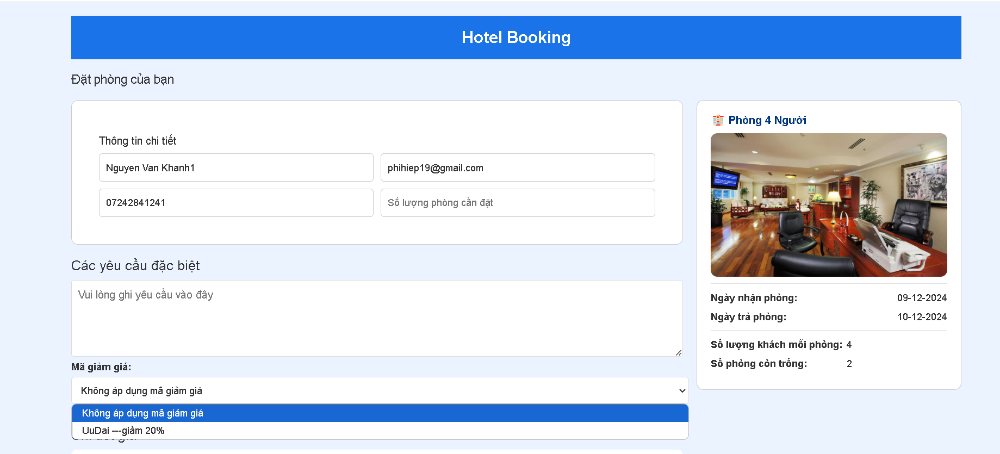 Hotel Booking
Đặt phòng của bạn
Thông tin chi tiết
Nguyen Van Khanh1
phihiep19@gmail.com
07242841241
Số lượng phòng cần đặt
Các yêu cầu đặc biệt
Vui lòng ghi yêu cầu vào đây
Mã giảm giá:
Không áp dụng mã giảm giá
Không áp dụng mã giảm giá
UuDai ---giảm 20%
Phòng 4 Người
Ngày nhận phòng: 09-12-2024
Ngày trả phòng: 10-12-2024
Số lượng khách mỗi phòng: 4
Số phòng còn trống: 2